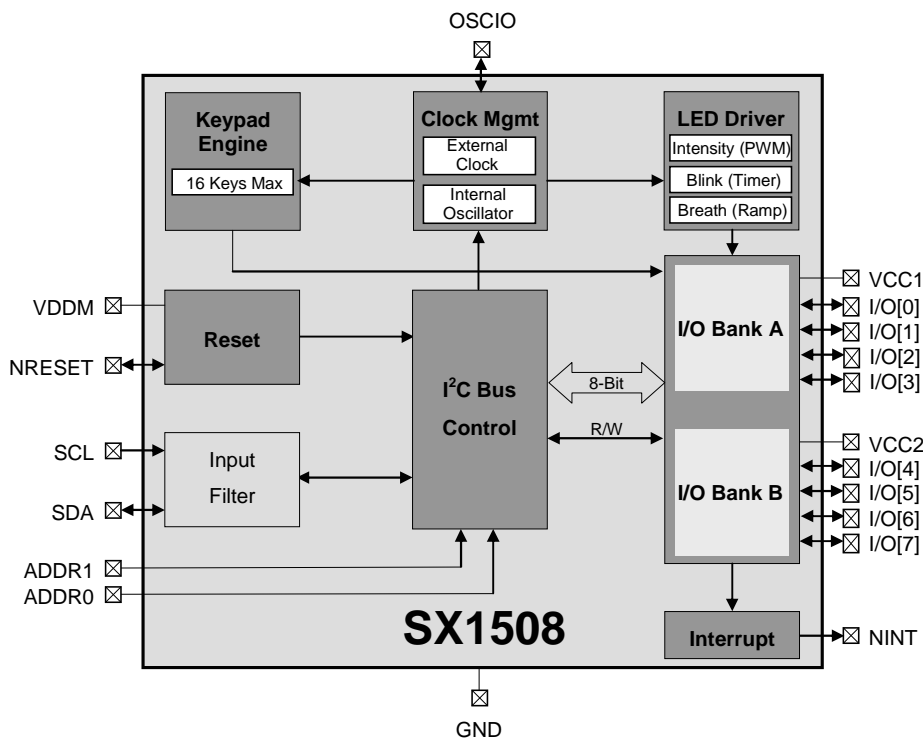 OSCIO
Keypad
Engine
16 Keys Max
Clock Mgmt
External
Clock
Internal
Oscillator
LED Driver
Intensity (PWM)
Blink (Timer)
Breath (Ramp)
VDDM
NRESET
Reset
SCL
SDA
Input
Filter
ADDR1
ADDR0
I²C Bus
Control
8-Bit
R/W
I/O Bank A
I/O Bank B
VCC1
I/O[0]
I/O[1]
I/O[2]
I/O[3]
VCC2
I/O[4]
I/O[5]
I/O[6]
I/O[7]
SX1508
Interrupt
NINT
GND